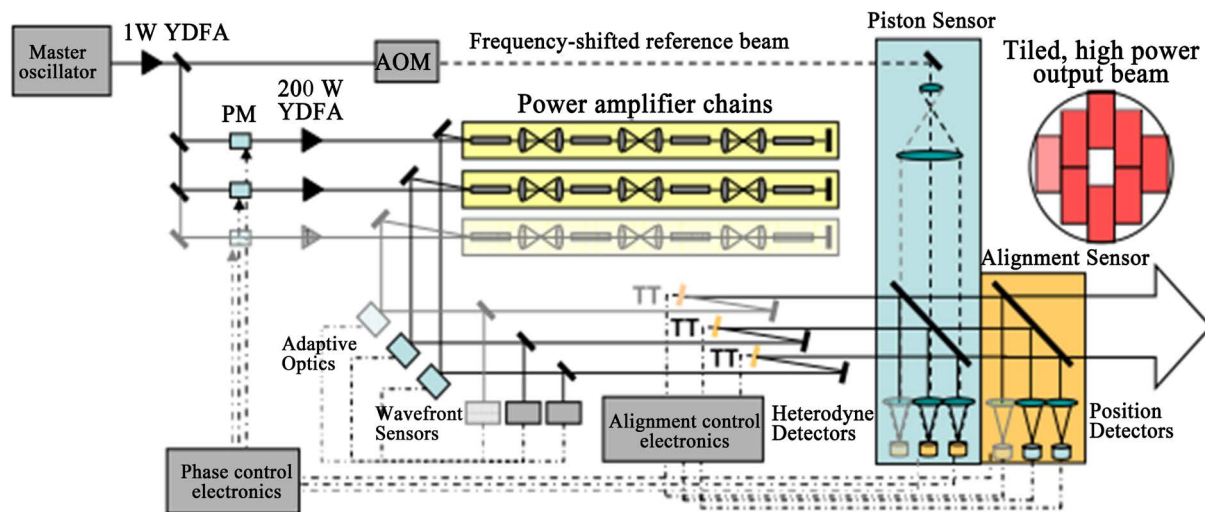 1W YDFA
Master
oscillator
AOM
Frequency-shifted reference beam
Piston Sensor
Tiled, high power
output beam
200 W
YDFA
PM
Power amplifier chains
Alignment Sensor
TT
TT
TT
Adaptive
Optics
Wavefront
Sensors
Alignment control
electronics
Heterodyne
Detectors
Position
Detectors
Phase control
electronics